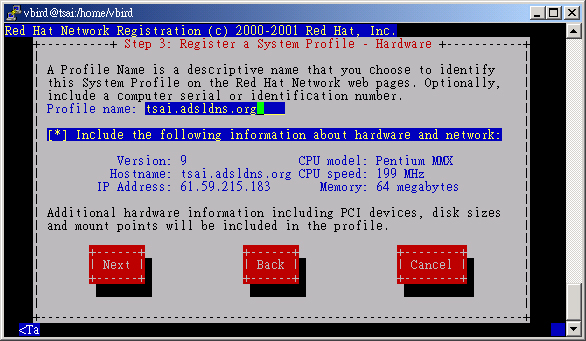 vbird@tsai:/home/vbird
Red Hat Network Registration (c) 2000-2001 Red Hat, Inc.
Step 3: Register a System Profile - Hardware
A Profile Name is a descriptive name that you choose to identify
this System Profile on the Red Hat Network web pages. Optionally,
include a computer serial or identification number.
Profile name: tsai.adsldns.org
[*] Include the following information about hardware and network:
Version: 9 CPU model: Pentium MMX
Hostname: tsai.adsldns.org CPU speed: 199 MHz
IP Address: 61.59.215.183 Memory: 64 megabytes
Additional hardware information including PCI devices, disk sizes
and mount points will be included in the profile.
Next Back Cancel
<Ta